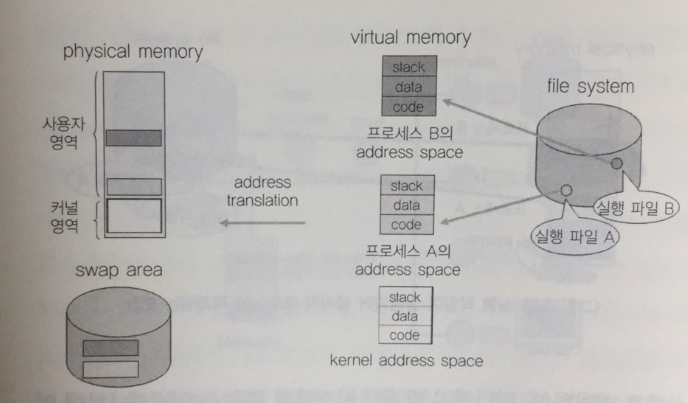 physical memory
사용자
영역
커널
영역
swap area
address
translation
virtual memory
stack
data
code
프로세스 B의
address space
stack
data
code
프로세스 A의
address space
stack
data
code
kernel address space
file system
실행 파일 B
실행 파일 A